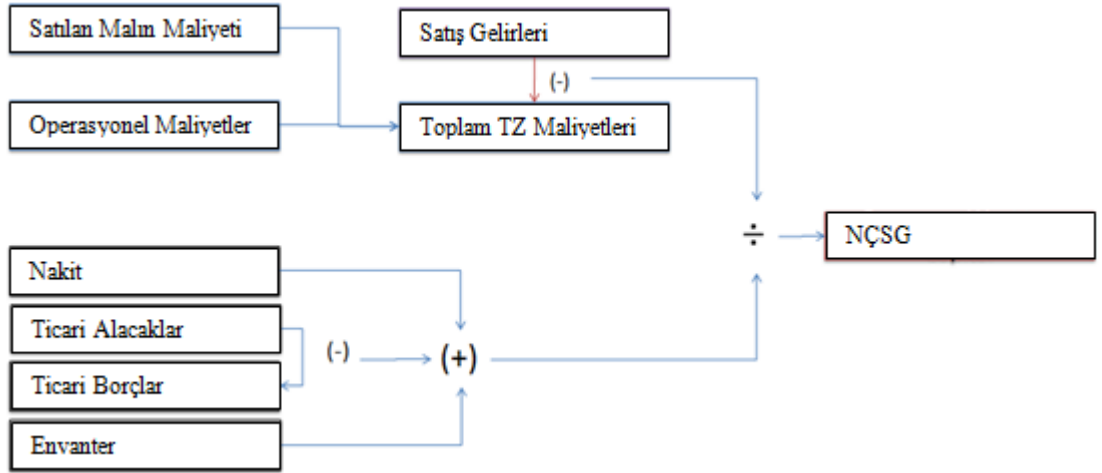 Satılan Malın Maliyeti
Satış Gelirleri
(-)
Operasyonel Maliyetler
Toplam TZ Maliyetleri
÷
NÇSG
Nakit
Ticari Alacaklar
(-)
(+)
Ticari Borçlar
Envanter